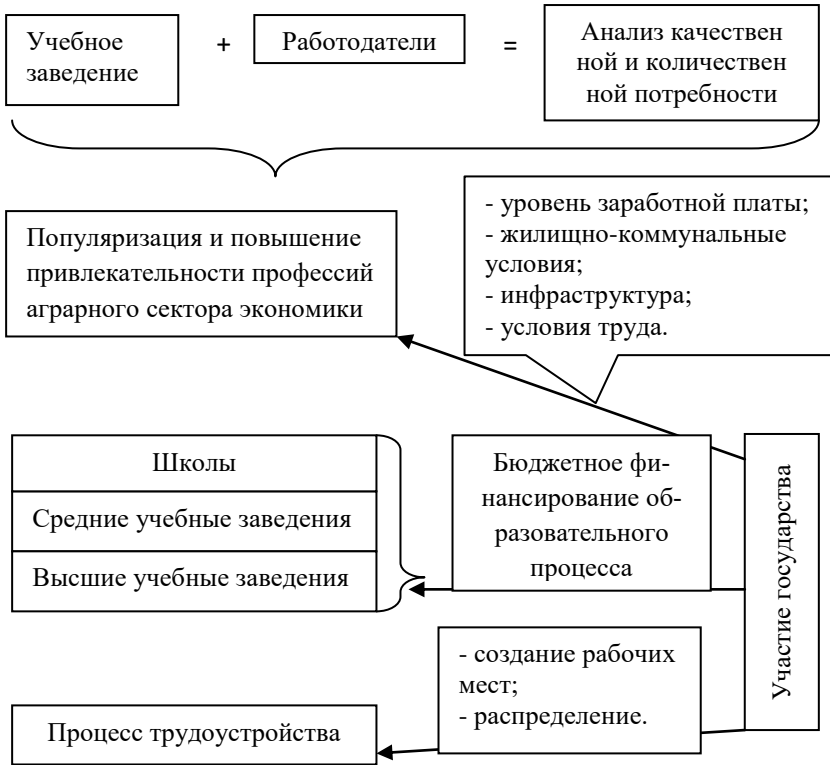 Учебное
заведение
+
Работодатели
=
Анализ качествен
ной и количествен
ной потребности
- уровень заработной платы;
- жилищно-коммунальные
условия;
- инфраструктура;
- условия труда.
Популяризация и повышение
привлекательности профессий
аграрного сектора экономики
Школы
Средние учебные заведения
Высшие учебные заведения
Бюджетное фи-
нансирование об-
разовательного
процесса
Участие государства
- создание рабочих
мест;
- распределение.
Процесс трудоустройства